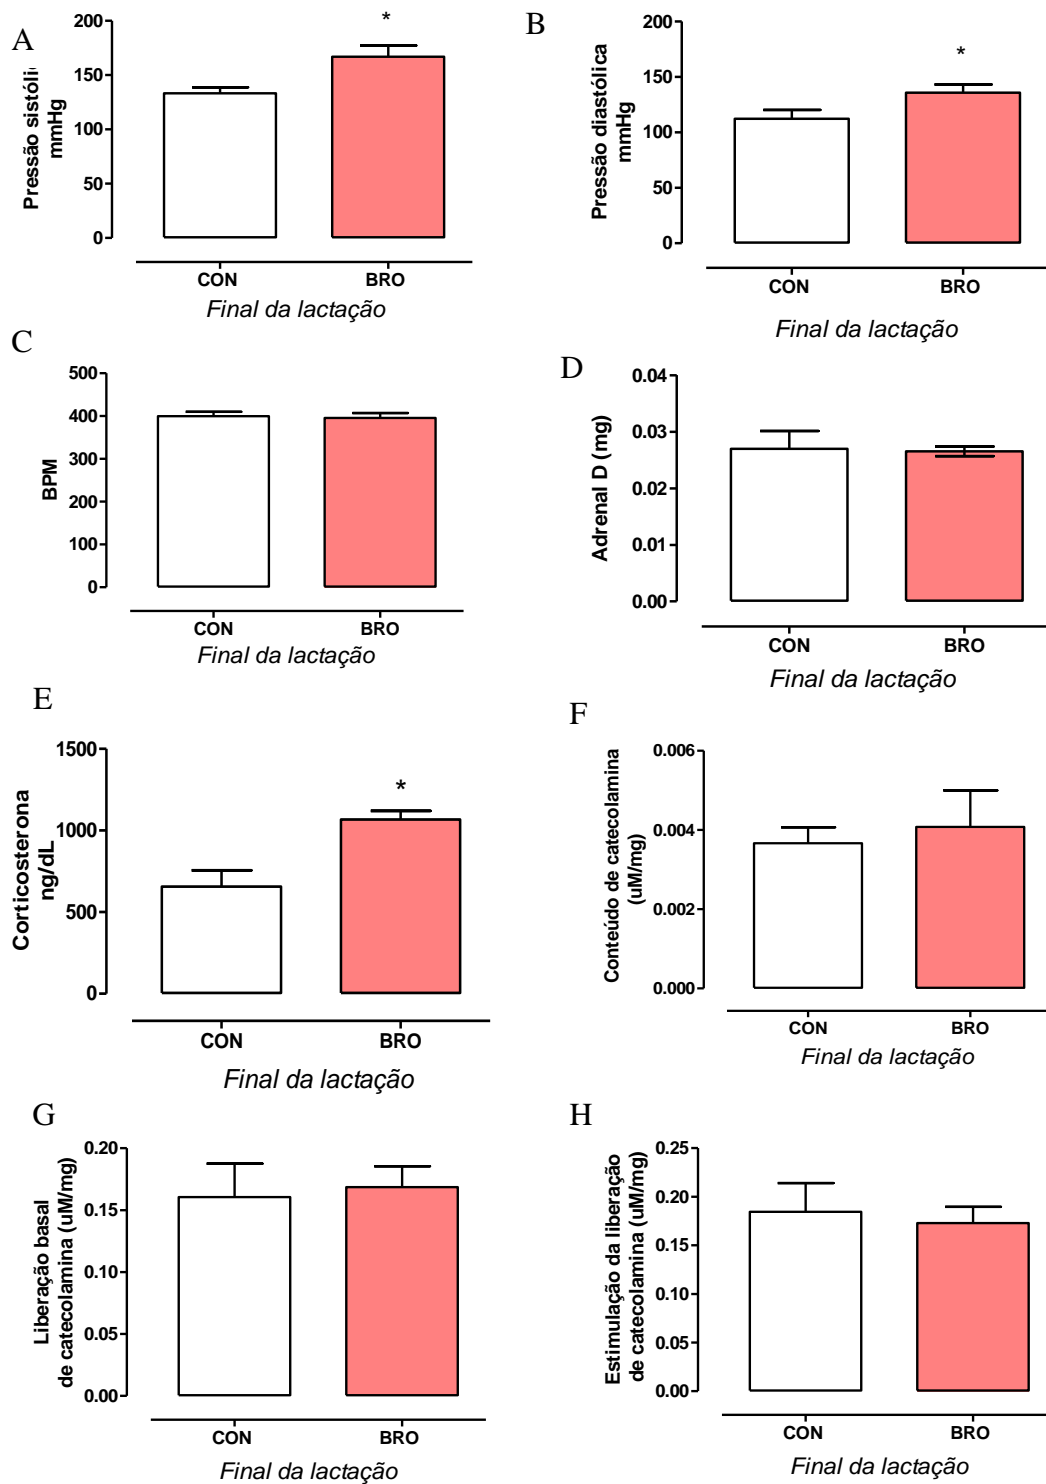 A
Pressão sistólic
mmHg
200
150
100
50
0
*
CON
BRO
Final da lactação
B
Pressão diastólica
mmHg
200
150
100
50
0
*
CON
BRO
Final da lactação
C
BPM
500
400
300
200
100
0
CON
BRO
Final da lactação
D
Adrenal D (mg)
0.04
0.03
0.02
0.01
0.00
CON
BRO
Final da lactação
E
Corticosterona
ng/dL
1500
1000
500
0
*
CON
BRO
Final da lactação
F
Conteúdo de catecolamina
(uM/mg)
0.006
0.004
0.002
0.000
CON
BRO
Final da lactação
G
Liberação basal
de catecolamina (uM/mg)
0.20
0.15
0.10
0.05
0.00
CON
BRO
Final da lactação
H
Estimulação da liberação
de catecolamina (uM/mg)
0.25
0.20
0.15
0.10
0.05
0.00
CON
BRO
Final da lactação